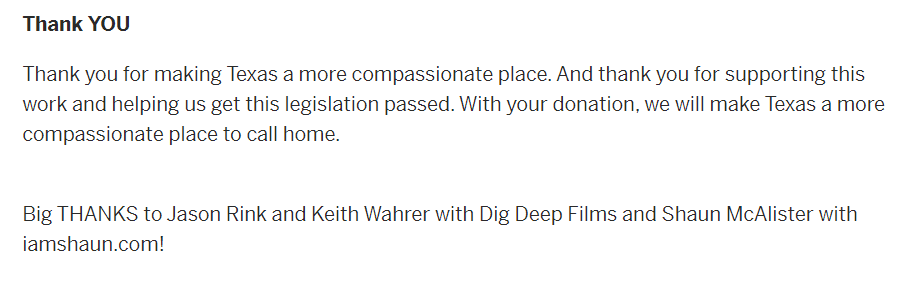 Thank YOU
Thank you for making Texas a more compassionate place. And thank you for supporting this
work and helping us get this legislation passed. With your donation, we will make Texas a more
compassionate place to call home.
Big THANKS to Jason Rink and Keith Wahrer with Dig Deep Films and Shaun McAlister with
iamshaun.com!